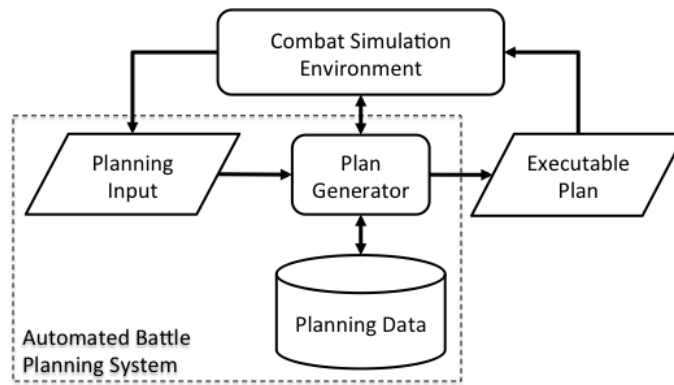 Combat Simulation
Environment
Planning
Input
Plan
Generator
Executable
Plan
Planning Data
Automated Battle
Planning System